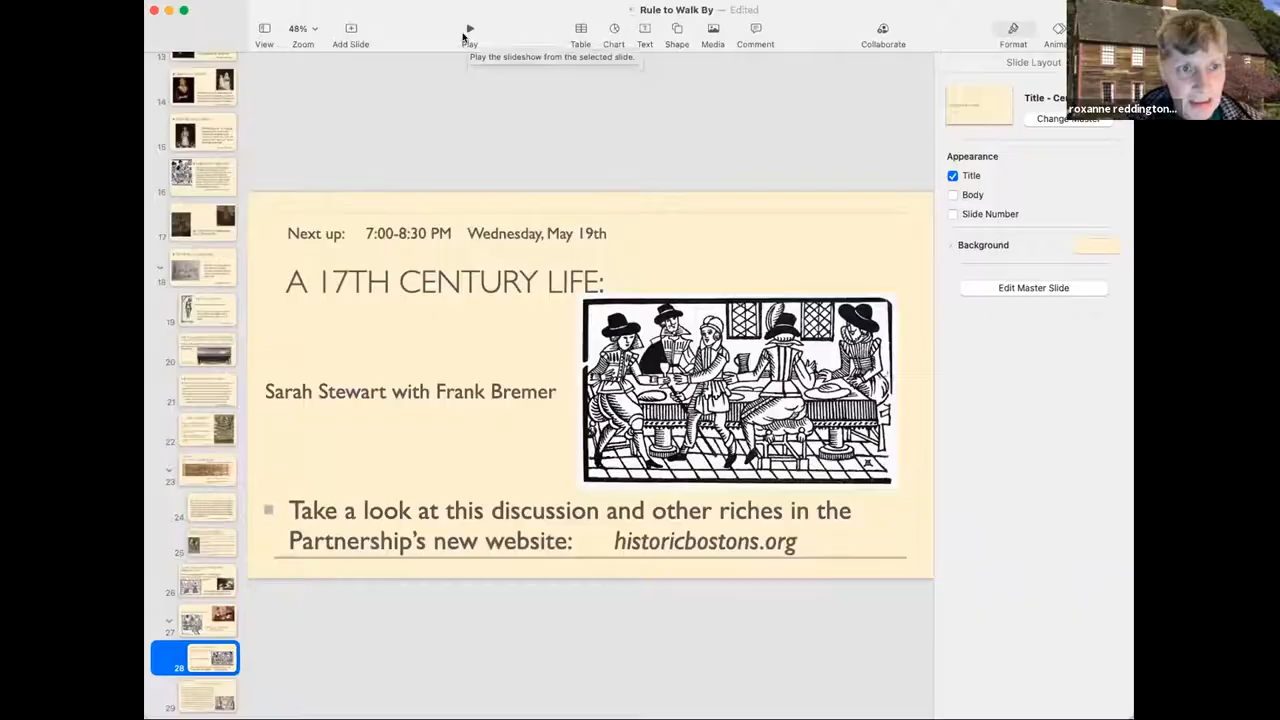 Rule to Walk By — Edited
View
48%
Zoom
Add Slide
Play
Table
Chart
Text
Shape
Media
Comment
Collaborate
Format
Play the slideshow from the selected slide.
Slide Layout
roxanne reddington...
Change Master
Appearance
Title
Body
Slide Number
Background
Edit Master Slide
13
14
15
16
17
18
19
20
21
22
23
24
25
26
27
28
29
Next up: 7:00-8:30 PM Wednesday, May 19th
A 17TH CENTURY LIFE:
Sarah Stewart with Frank Bremer
Take a look at this discussion and other riches in the
Partnership's new website: historicbostons.org